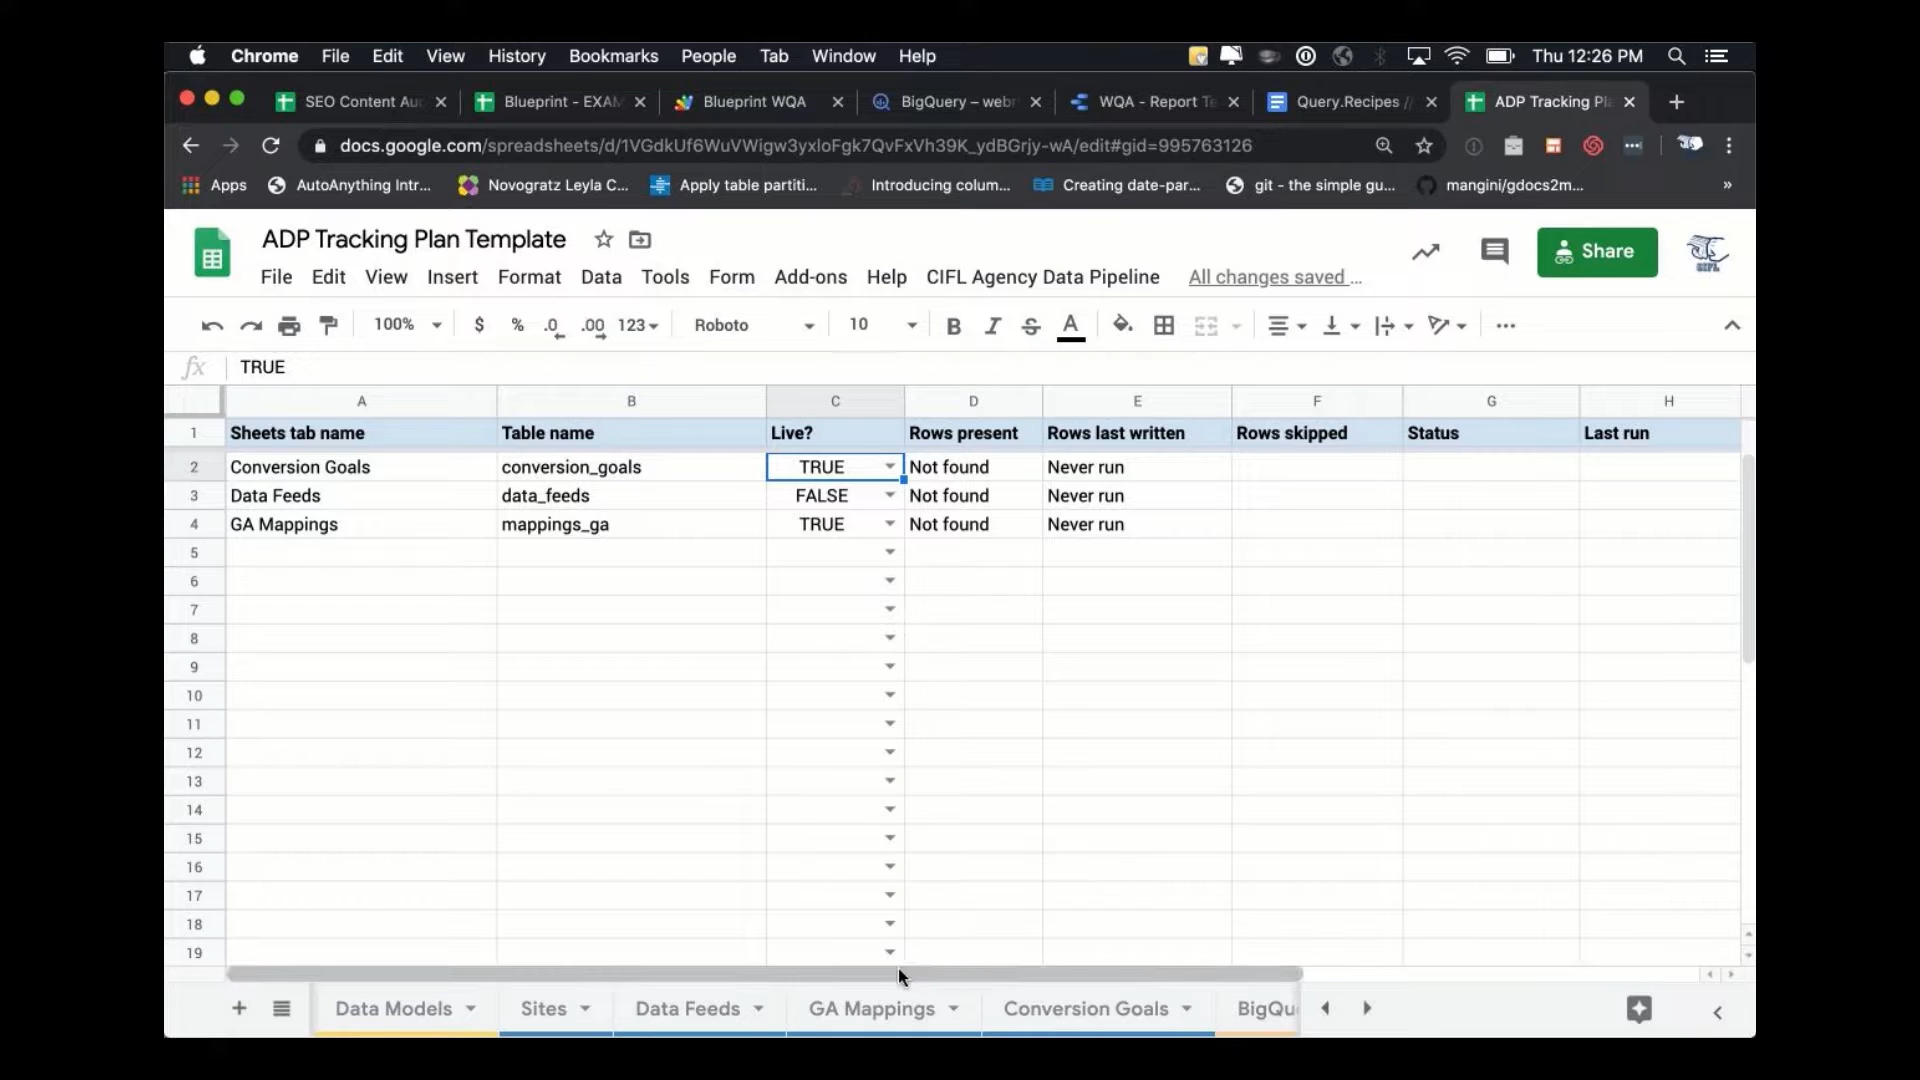 Chrome File Edit View History Bookmarks People Tab Window Help Thu 12:26 PM
SEO Content Au Blueprint - EXAM Blueprint WQA BigQuery – web WQA - Report Te Query.Recipes // ADP Tracking Pl
docs.google.com/spreadsheets/d/1VGdkUf6WuVWigw3yxloFgk7QvFxVh39K_ydBGrjy-wA/edit#gid=995763126
Apps AutoAnything Intr... Novogratz Leyla C... Apply table partiti... Introducing colum... Creating date-par... git - the simple gu... mangini/gdocs2m... »
ADP Tracking Plan Template
Share
File Edit View Insert Format Data Tools Form Add-ons Help CIFL Agency Data Pipeline All changes saved ...
CIFL
100% $ % .0 .00 123 Roboto 10 B I S A
fx TRUE
A B C D E F G H
1 Sheets tab name Table name Live? Rows present Rows last written Rows skipped Status Last run
2 Conversion Goals conversion_goals TRUE Not found Never run
3 Data Feeds data_feeds FALSE Not found Never run
4 GA Mappings mappings_ga TRUE Not found Never run
5
6
7
8
9
10
11
12
13
14
15
16
17
18
19
Data Models Sites Data Feeds GA Mappings Conversion Goals BigQu